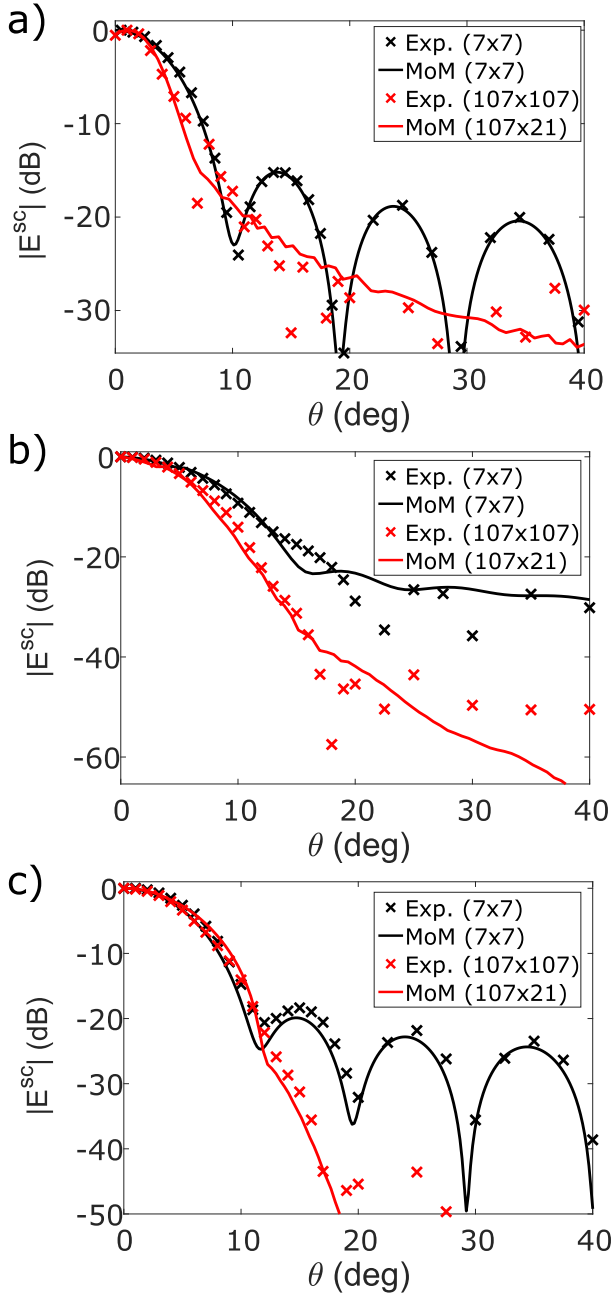 a)
0
-10
-20
-30
|E^sc| (dB)
× Exp. (7x7)
MoM (7x7)
× Exp. (107x107)
MoM (107x21)
0 10 20 30 40
θ (deg)
b)
0
-20
-40
-60
|E^sc| (dB)
× Exp. (7x7)
MoM (7x7)
× Exp. (107x107)
MoM (107x21)
0 10 20 30 40
θ (deg)
c)
0
-10
-20
-30
-40
-50
|E^sc| (dB)
× Exp. (7x7)
MoM (7x7)
× Exp. (107x107)
MoM (107x21)
0 10 20 30 40
θ (deg)